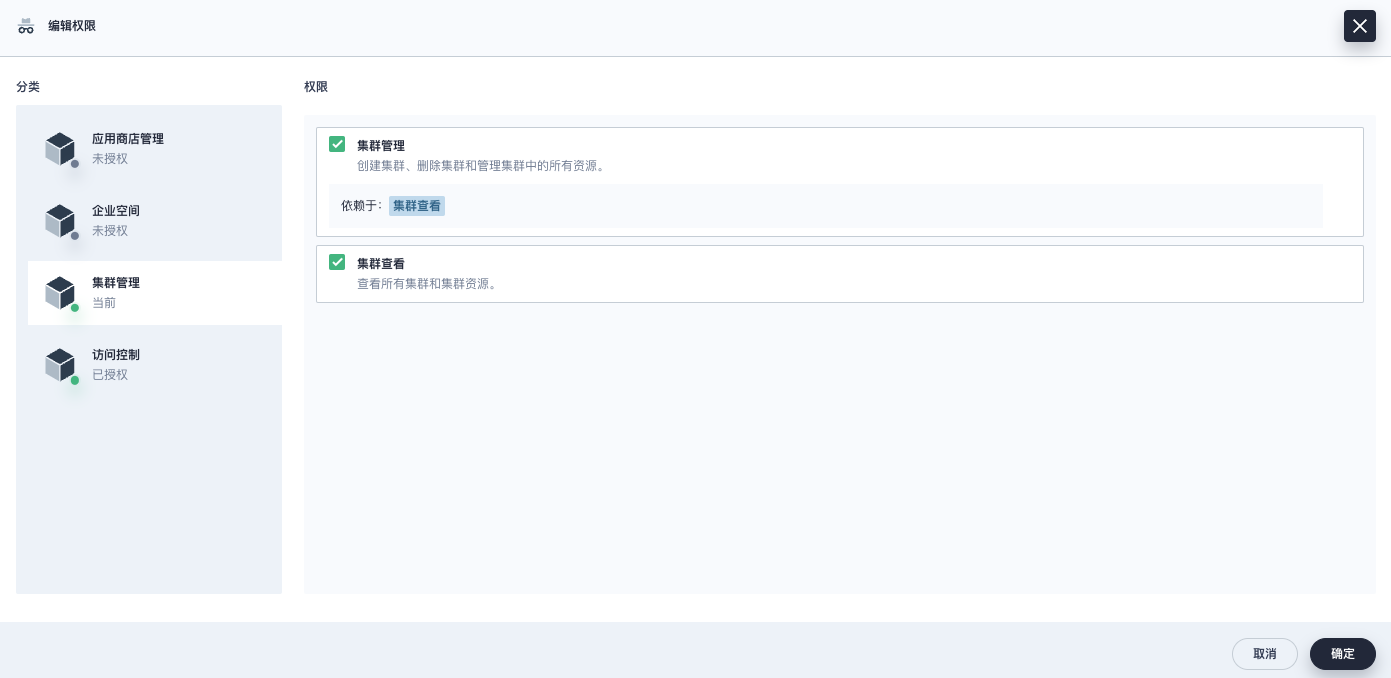 编辑权限
分类
应用商店管理
未授权
企业空间
未授权
集群管理
当前
访问控制
已授权
权限
集群管理
创建集群、删除集群和管理集群中的所有资源。
依赖于: 集群查看
集群查看
查看所有集群和集群资源。
取消
确定